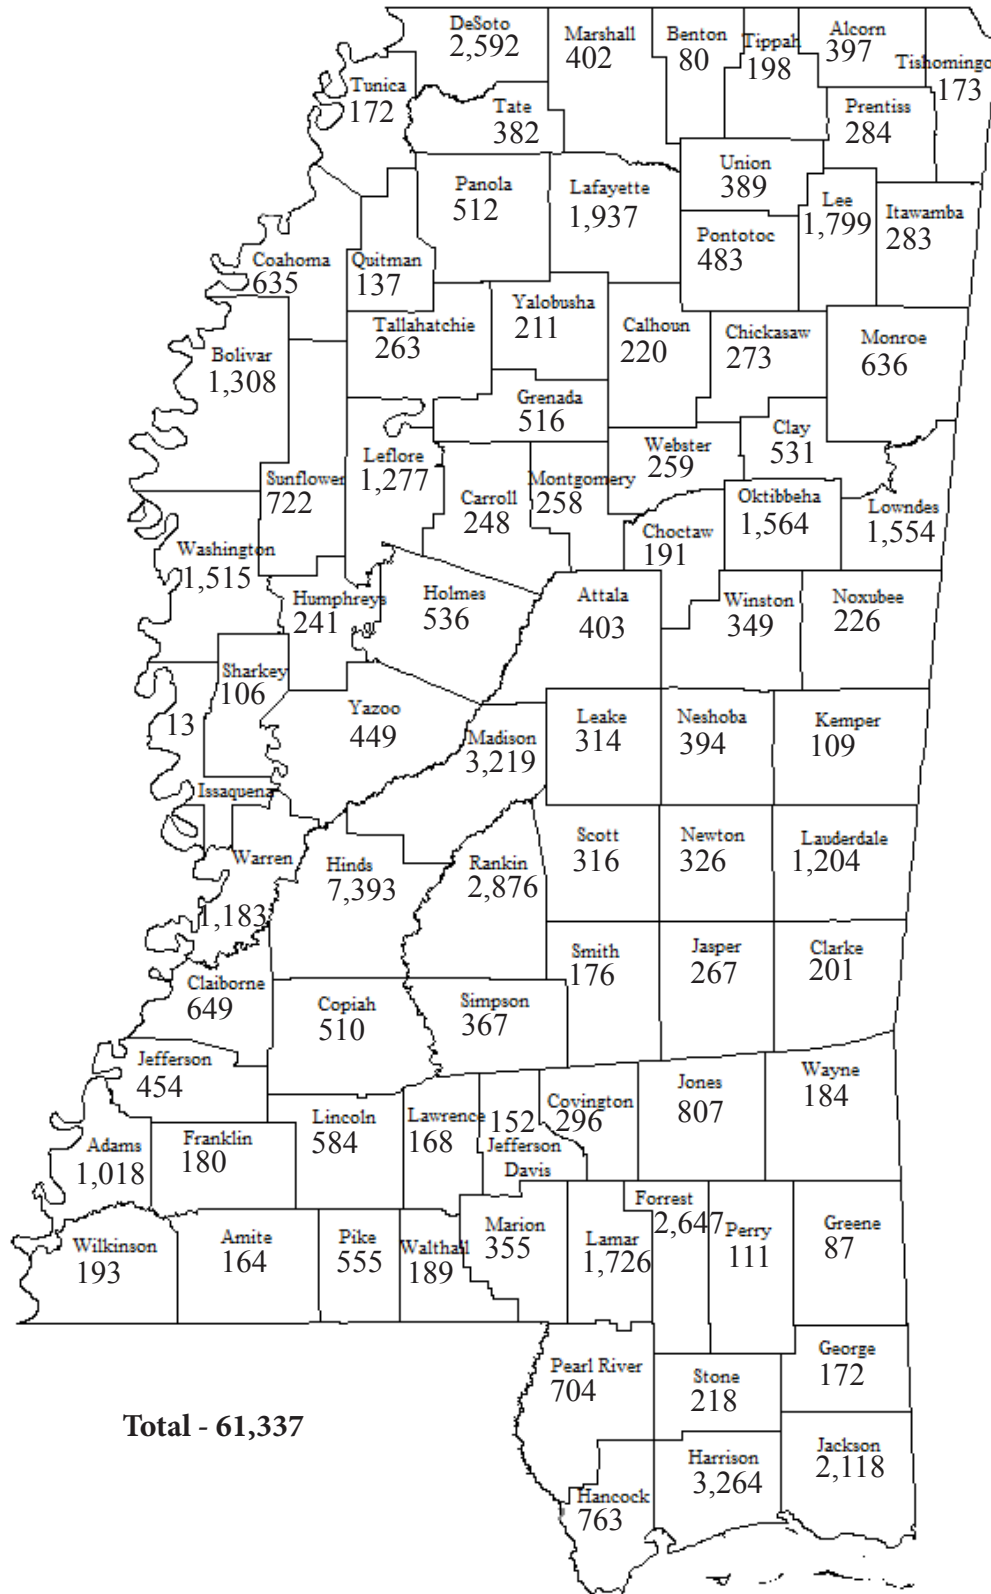 DeSoto
2,592
Marshall
402
Benton
80
Tippah
198
Alcorn
397
Tishomingo
173
Tunica
172
Tate
382
Prentiss
284
Union
389
Panola
512
Lafayette
1,937
Lee
1,799
Itawamba
283
Pontotoc
483
Coahoma
635
Quitman
137
Yalobusha
211
Tallahatchie
263
Calhoun
220
Chickasaw
273
Monroe
636
Bolivar
1,308
Grenada
516
Clay
531
Webster
259
Leflore
1,277
Sunflower
722
Montgomery
258
Carroll
248
Oktibbeha
1,564
Lowndes
1,554
Choctaw
191
Washington
1,515
Humphreys
241
Holmes
536
Attala
403
Winston
349
Noxubee
226
Sharkey
106
13
Issaquena
Yazoo
449
Madison
3,219
Leake
314
Neshoba
394
Kemper
109
Warren
1,183
Hinds
7,393
Rankin
2,876
Scott
316
Newton
326
Lauderdale
1,204
Smith
176
Jasper
267
Clarke
201
Claiborne
649
Copiah
510
Simpson
367
Jefferson
454
Wayne
184
Jones
807
Covington
296
152
Jefferson
Davis
Lawrence
168
Lincoln
584
Franklin
180
Adams
1,018
Wilkinson
193
Amite
164
Pike
555
Walthall
189
Marion
355
Lamar
1,726
Forrest
2,647
Perry
111
Greene
87
George
172
Pearl River
704
Stone
218
Jackson
2,118
Harrison
3,264
Hancock
763
Total - 61,337